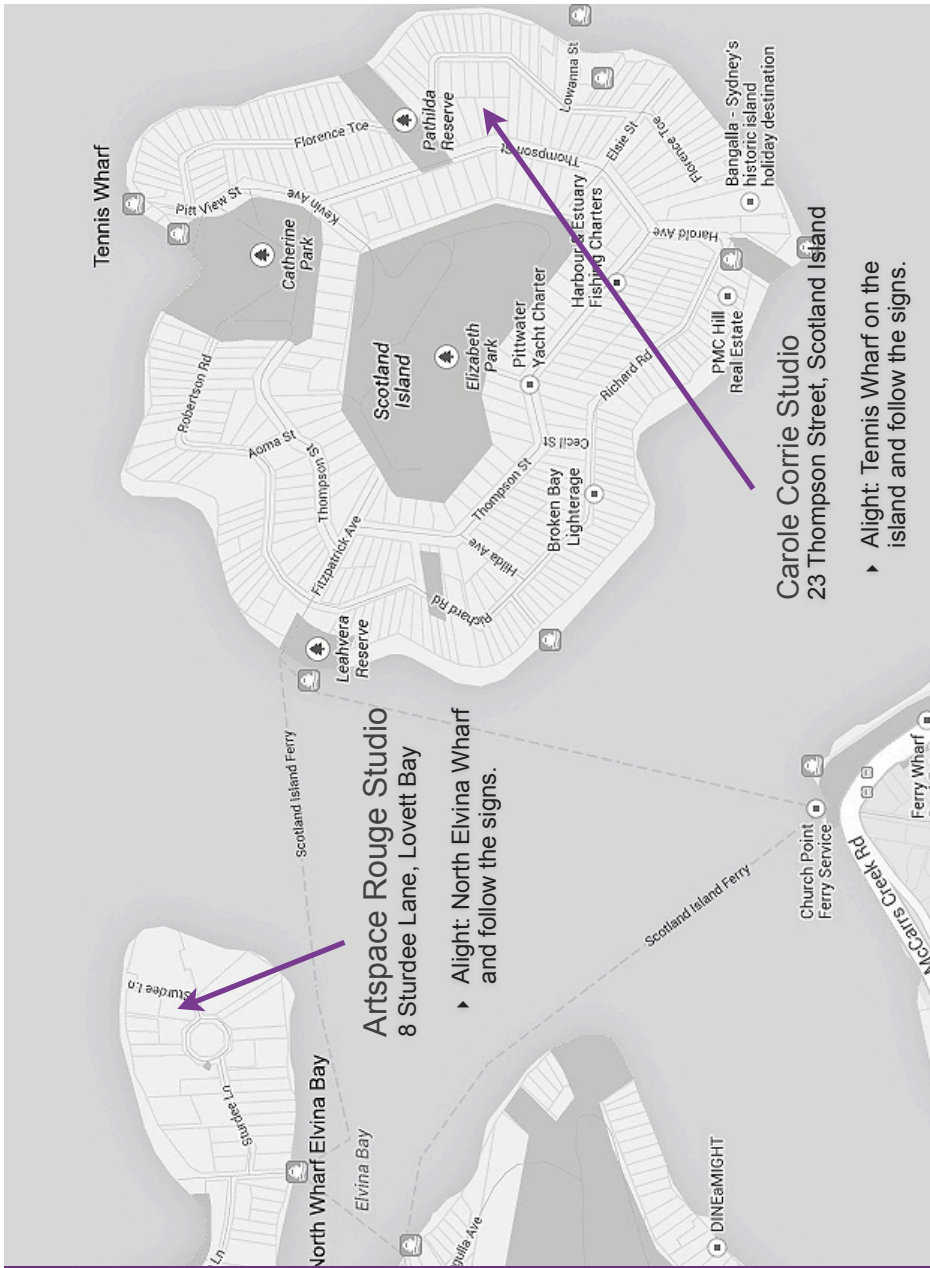 Tennis Wharf
Pitt View St
Florence Tce
Kevin Ave
Catherine
Park
Pathilda
Reserve
Lowanna St
Thompson St
Elsie St
Florence Tce
Bangalla - Sydney's
historic island
holiday destination
Harold Ave
Harbour & Estuary
Fishing Charters
Pittwater
Yacht Charter
Elizabeth
Park
Scotland
Island
Robertson Rd
Aoma St
Thompson St
Fitzpatrick Ave
Thompson St
Cecil St
Richard Rd
PMC Hill
Real Estate
Broken Bay
Lighterage
Hilda Ave
Richard Rd
Leahvera
Reserve
Carole Corrie Studio
23 Thompson Street, Scotland Island
Alight: Tennis Wharf on the
island and follow the signs.
Scotland Island Ferry
Artspace Rouge Studio
8 Sturdee Lane, Lovett Bay
Alight: North Elvina Wharf
and follow the signs.
Scotland Island Ferry
Church Point
Ferry Service
McCarrs Creek Rd
Ferry Wharf
Sturdee Ln
Sturdee Ln
Ln
North Wharf Elvina Bay
Elvina Bay
gulla Ave
DINEaMIGHT